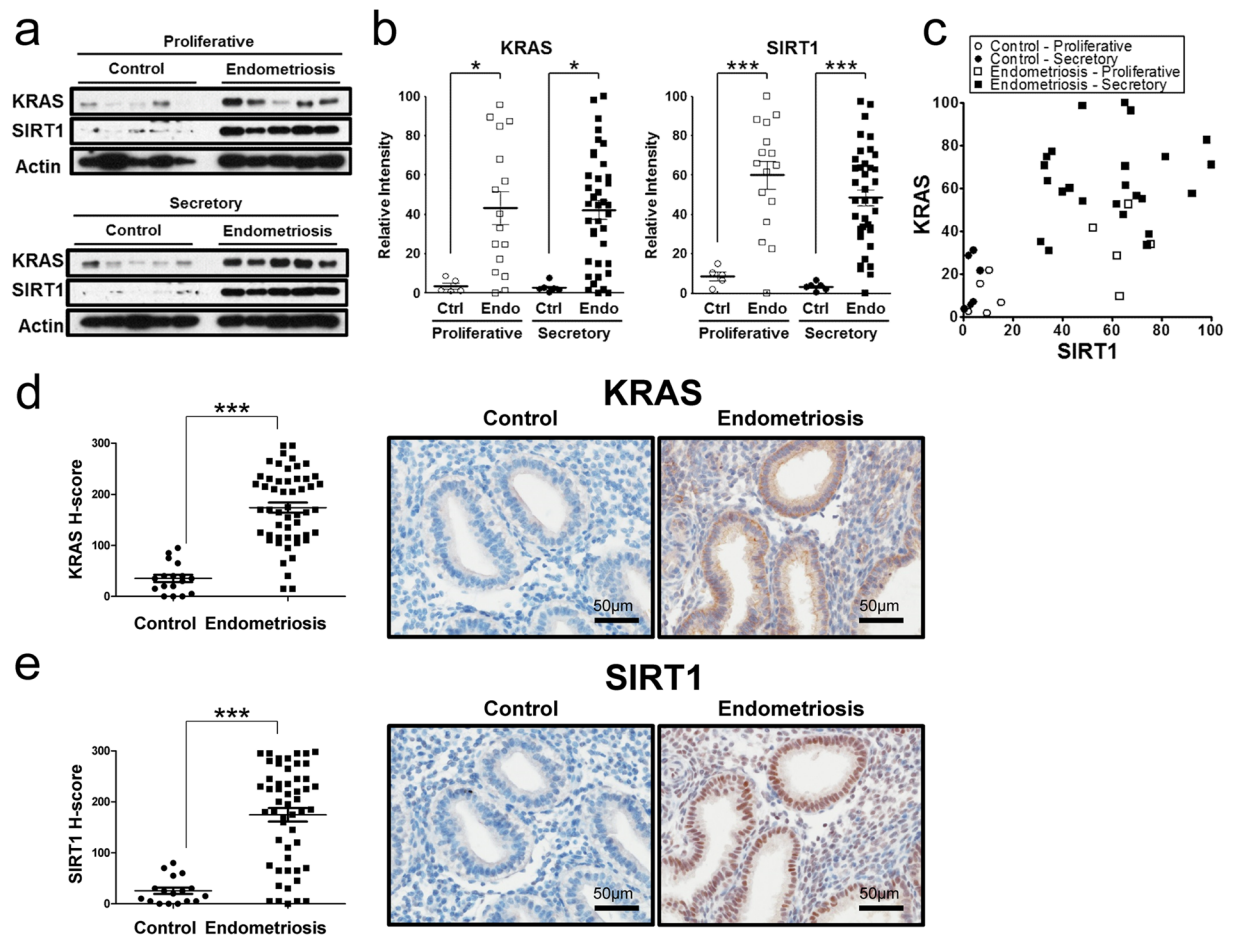 a
Proliferative
Control Endometriosis
KRAS
SIRT1
Actin
Secretory
Control Endometriosis
KRAS
SIRT1
Actin
b
KRAS
* *
Relative Intensity
100
80
60
40
20
0
Ctrl Endo Ctrl Endo
Proliferative Secretory
SIRT1
*** ***
Relative Intensity
100
80
60
40
20
0
Ctrl Endo Ctrl Endo
Proliferative Secretory
c
Control - Proliferative
Control - Secretory
Endometriosis - Proliferative
Endometriosis - Secretory
KRAS
100
80
60
40
20
0
0 20 40 60 80 100
SIRT1
d
***
KRAS H-score
300
200
100
0
Control Endometriosis
KRAS
Control Endometriosis
50µm 50µm
e
***
SIRT1 H-score
300
200
100
0
Control Endometriosis
SIRT1
Control Endometriosis
50µm 50µm